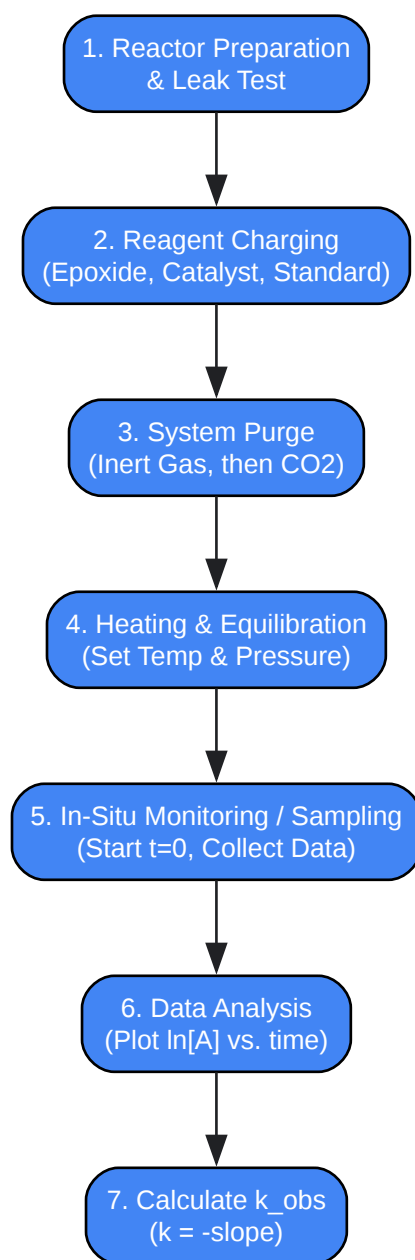 1. Reactor Preparation
& Leak Test
2. Reagent Charging
(Epoxide, Catalyst, Standard)
3. System Purge
(Inert Gas, then CO2)
4. Heating & Equilibration
(Set Temp & Pressure)
5. In-Situ Monitoring / Sampling
(Start t=0, Collect Data)
6. Data Analysis
(Plot ln[A] vs. time)
7. Calculate k_obs
(k = -slope)